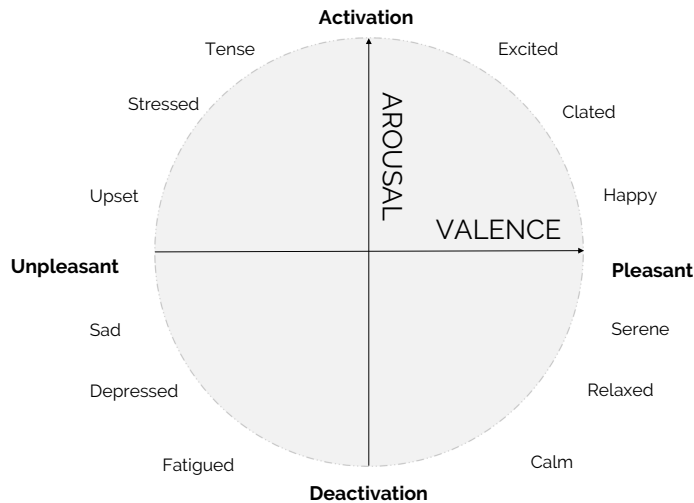 Activation
Tense
Excited
Stressed
Clated
AROUSAL
Upset
Happy
VALENCE
Unpleasant
Pleasant
Sad
Serene
Depressed
Relaxed
Fatigued
Calm
Deactivation